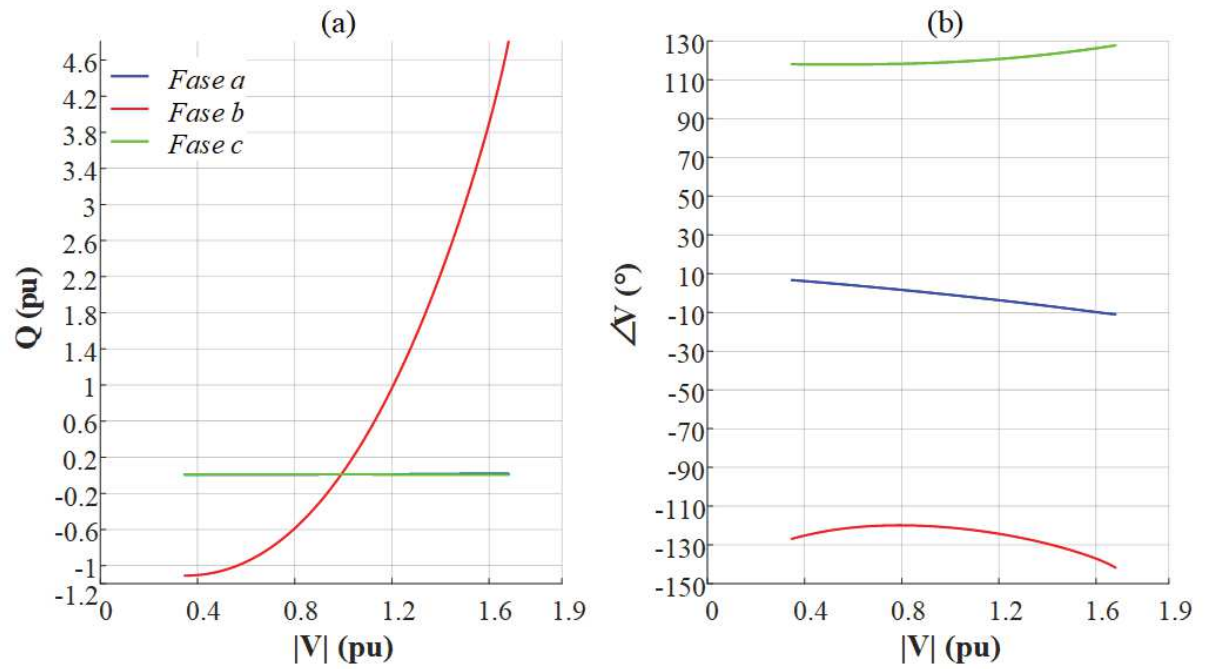 (a)
4.6
4.2
3.8
3.4
3
2.6
2.2
1.8
1.4
1
0.6
0.2
-0.2
-0.6
-1
-1.2
Q (pu)
Fase a
Fase b
Fase c
0 0.4 0.8 1.2 1.6 1.9
|V| (pu)
(b)
130
110
90
70
50
30
10
-10
-30
-50
-70
-90
-110
-130
-150
∠V (°)
0 0.4 0.8 1.2 1.6 1.9
|V| (pu)